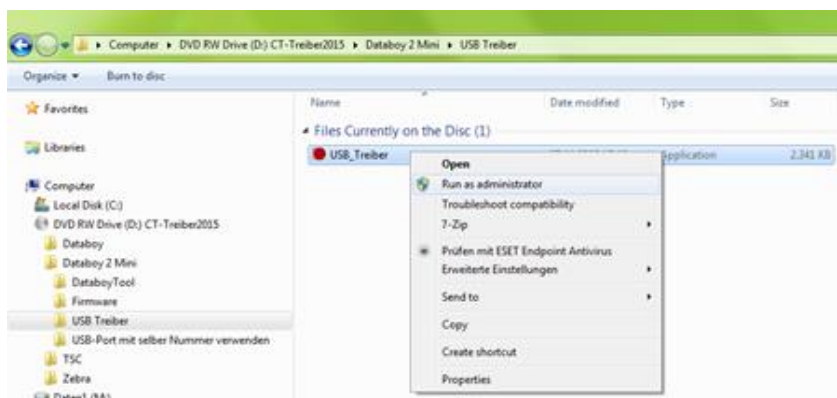 Computer ▸ DVD RW Drive (D:) CT-Treiber2015 ▸ Databoy 2 Mini ▸ USB Treiber
Organize Burn to disc
Favorites
Libraries
Computer
Local Disk (C:)
DVD RW Drive (D:) CT-Treiber2015
Databoy
Databoy 2 Mini
DataboyTool
Firmware
USB Treiber
USB-Port mit selber Nummer verwenden
TSC
Zebra
Daten1 (M:)
Name Date modified Type Size
Files Currently on the Disc (1)
USB_Treiber Application 2.341 KB
Open
Run as administrator
Troubleshoot compatibility
7-Zip
Prüfen mit ESET Endpoint Antivirus
Erweiterte Einstellungen
Send to
Copy
Create shortcut
Properties